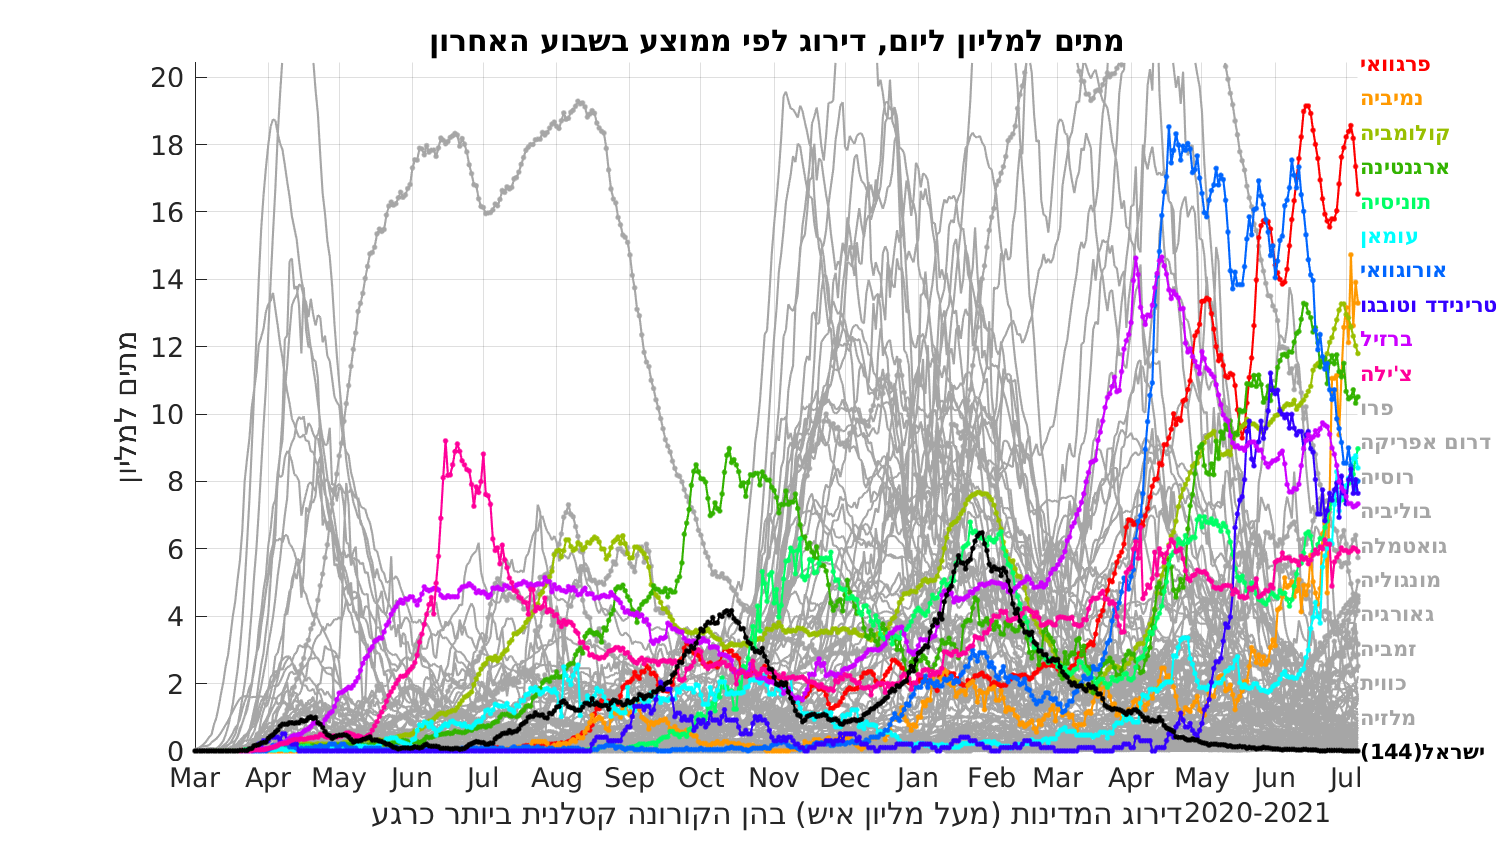 מתים למליון ליום, דירוג לפי ממוצע בשבוע האחרון
מתים למליון
20
18
16
14
12
10
8
6
4
2
0
Mar Apr May Jun Jul Aug Sep Oct Nov Dec Jan Feb Mar Apr May Jun Jul
דירוג המדינות (מעל מליון איש) בהן הקורונה קטלנית ביותר כרגע2020-2021
פרגוואי
נמיביה
קולומביה
ארגנטינה
תוניסיה
עומאן
אורוגוואי
טרינידד וטובגו
ברזיל
צ'ילה
פרו
דרום אפריקה
רוסיה
בוליביה
גואטמלה
מונגוליה
גאורגיה
זמביה
כווית
מלזיה
ישראל(144)